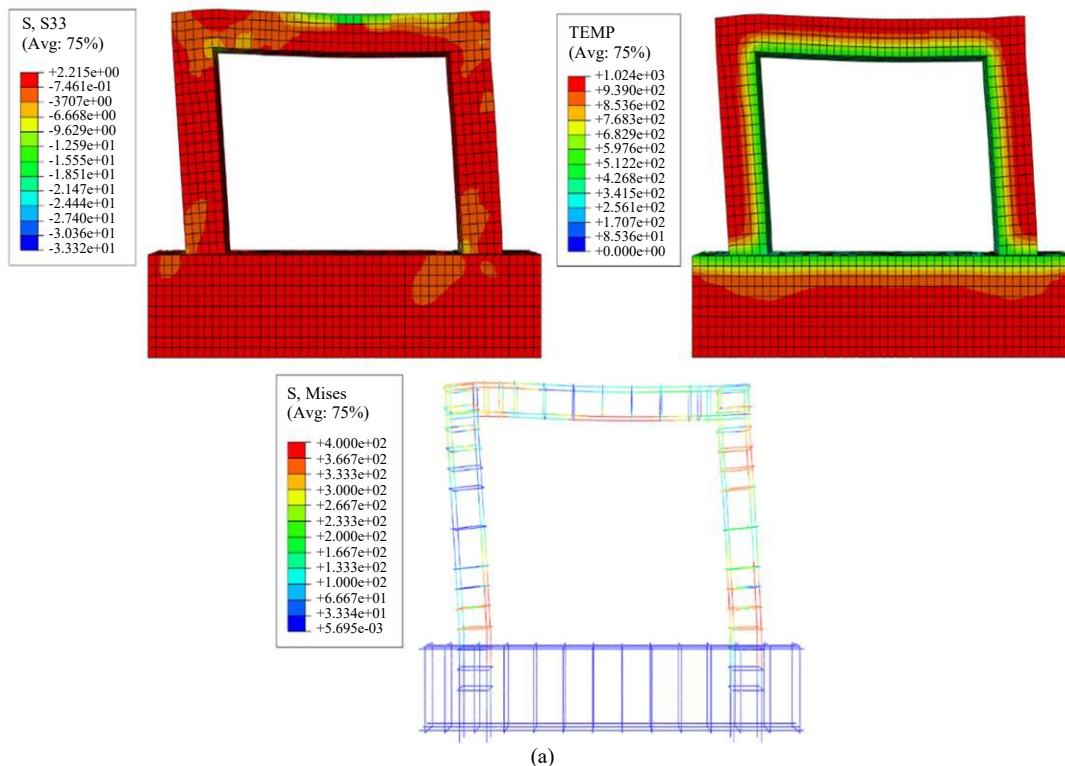 S, S33
(Avg: 75%)
+2.215e+00
-7.461e-01
-3707e+00
-6.668e+00
-9.629e+00
-1.259e+01
-1.555e+01
-1.851e+01
-2.147e+01
-2.444e+01
-2.740e+01
-3.036e+01
-3.332e+01
TEMP
(Avg: 75%)
+1.024e+03
+9.390e+02
+8.536e+02
+7.683e+02
+6.829e+02
+5.976e+02
+5.122e+02
+4.268e+02
+3.415e+02
+2.561e+02
+1.707e+02
+8.536e+01
+0.000e+00
S, Mises
(Avg: 75%)
+4.000e+02
+3.667e+02
+3.333e+02
+3.000e+02
+2.667e+02
+2.333e+02
+2.000e+02
+1.667e+02
+1.333e+02
+1.000e+02
+6.667e+01
+3.334e+01
+5.695e-03
(a)